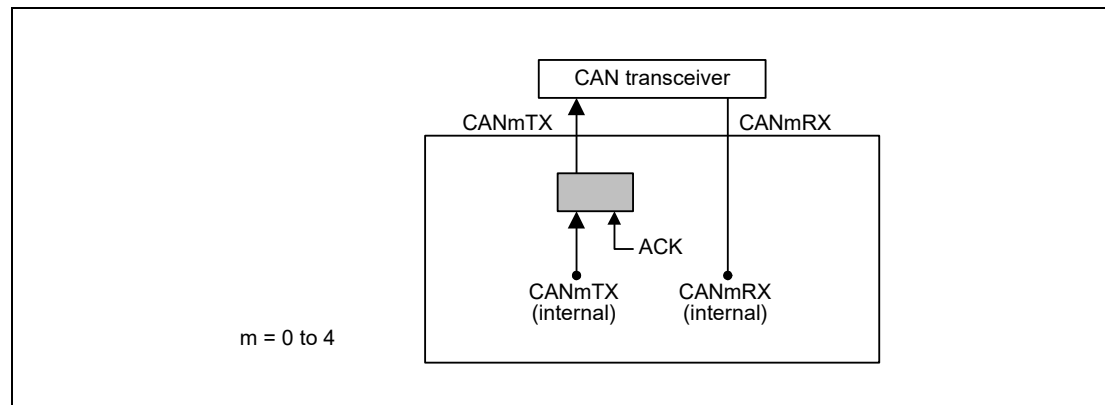 CAN transceiver
CANmTX
CANmRX
ACK
CANmTX
(internal)
CANmRX
(internal)
m = 0 to 4